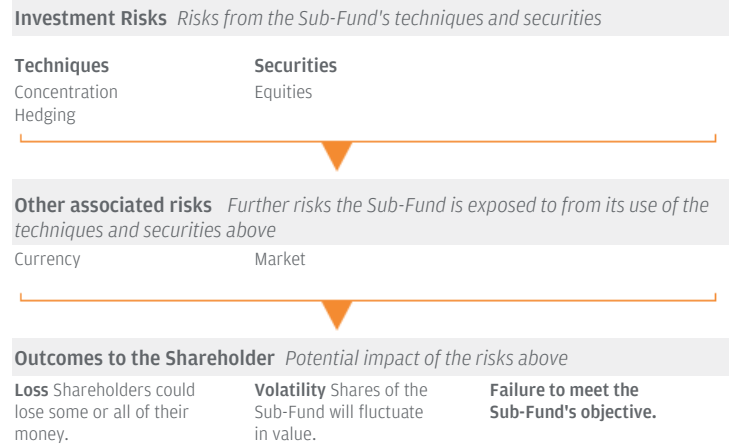 Investment Risks Risks from the Sub-Fund's techniques and securities
Techniques
Concentration
Hedging
Securities
Equities
Other associated risks Further risks the Sub-Fund is exposed to from its use of the
techniques and securities above
Currency
Market
Outcomes to the Shareholder Potential impact of the risks above
Loss Shareholders could
lose some or all of their
money.
Volatility Shares of the
Sub-Fund will fluctuate
in value.
Failure to meet the
Sub-Fund's objective.